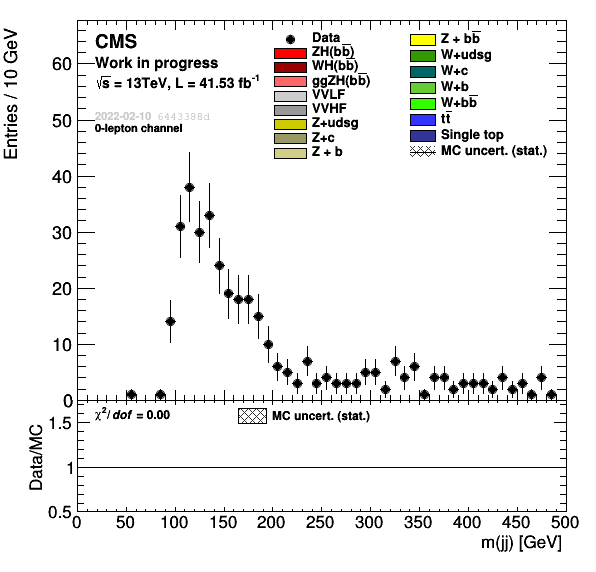 CMS
Work in progress
√s = 13TeV, L = 41.53 fb⁻¹
2022-02-10 6443388d
0-lepton channel
Data
ZH(bb̅)
WH(bb̅)
ggZH(bb̅)
VVLF
VVHF
Z+udsg
Z+c
Z + b
Z + bb̅
W+udsg
W+c
W+b
W+bb̅
tt̅
Single top
MC uncert. (stat.)
Entries / 10 GeV
60
50
40
30
20
10
0
χ²/dof = 0.00
MC uncert. (stat.)
Data/MC
1.5
1
0.5
0 50 100 150 200 250 300 350 400 450 500
m(jj) [GeV]